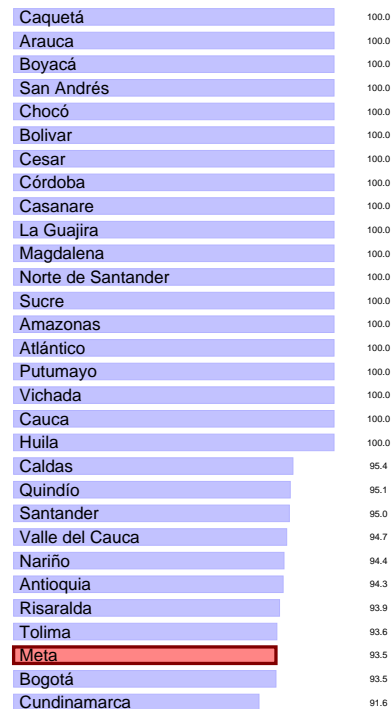 Caquetá 100.0
Arauca 100.0
Boyacá 100.0
San Andrés 100.0
Chocó 100.0
Bolivar 100.0
Cesar 100.0
Córdoba 100.0
Casanare 100.0
La Guajira 100.0
Magdalena 100.0
Norte de Santander 100.0
Sucre 100.0
Amazonas 100.0
Atlántico 100.0
Putumayo 100.0
Vichada 100.0
Cauca 100.0
Huila 100.0
Caldas 95.4
Quindío 95.1
Santander 95.0
Valle del Cauca 94.7
Nariño 94.4
Antioquia 94.3
Risaralda 93.9
Tolima 93.6
Meta 93.5
Bogotá 93.5
Cundinamarca 91.6